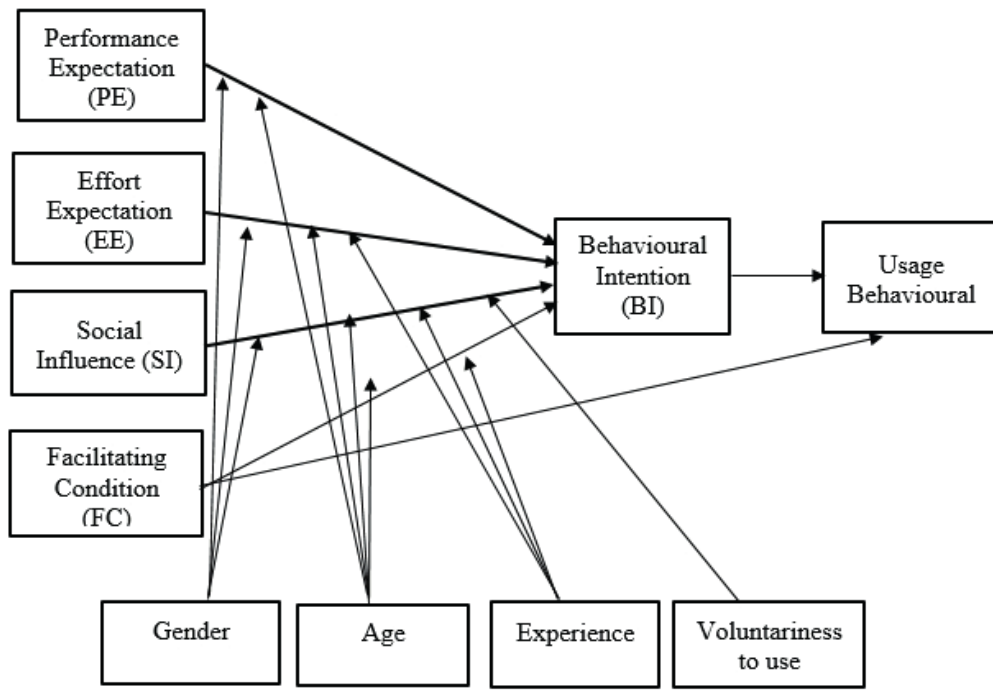 Performance
Expectation
(PE)
Effort
Expectation
(EE)
Social
Influence (SI)
Facilitating
Condition
(FC)
Behavioural
Intention
(BI)
Usage
Behavioural
Gender
Age
Experience
Voluntariness
to use